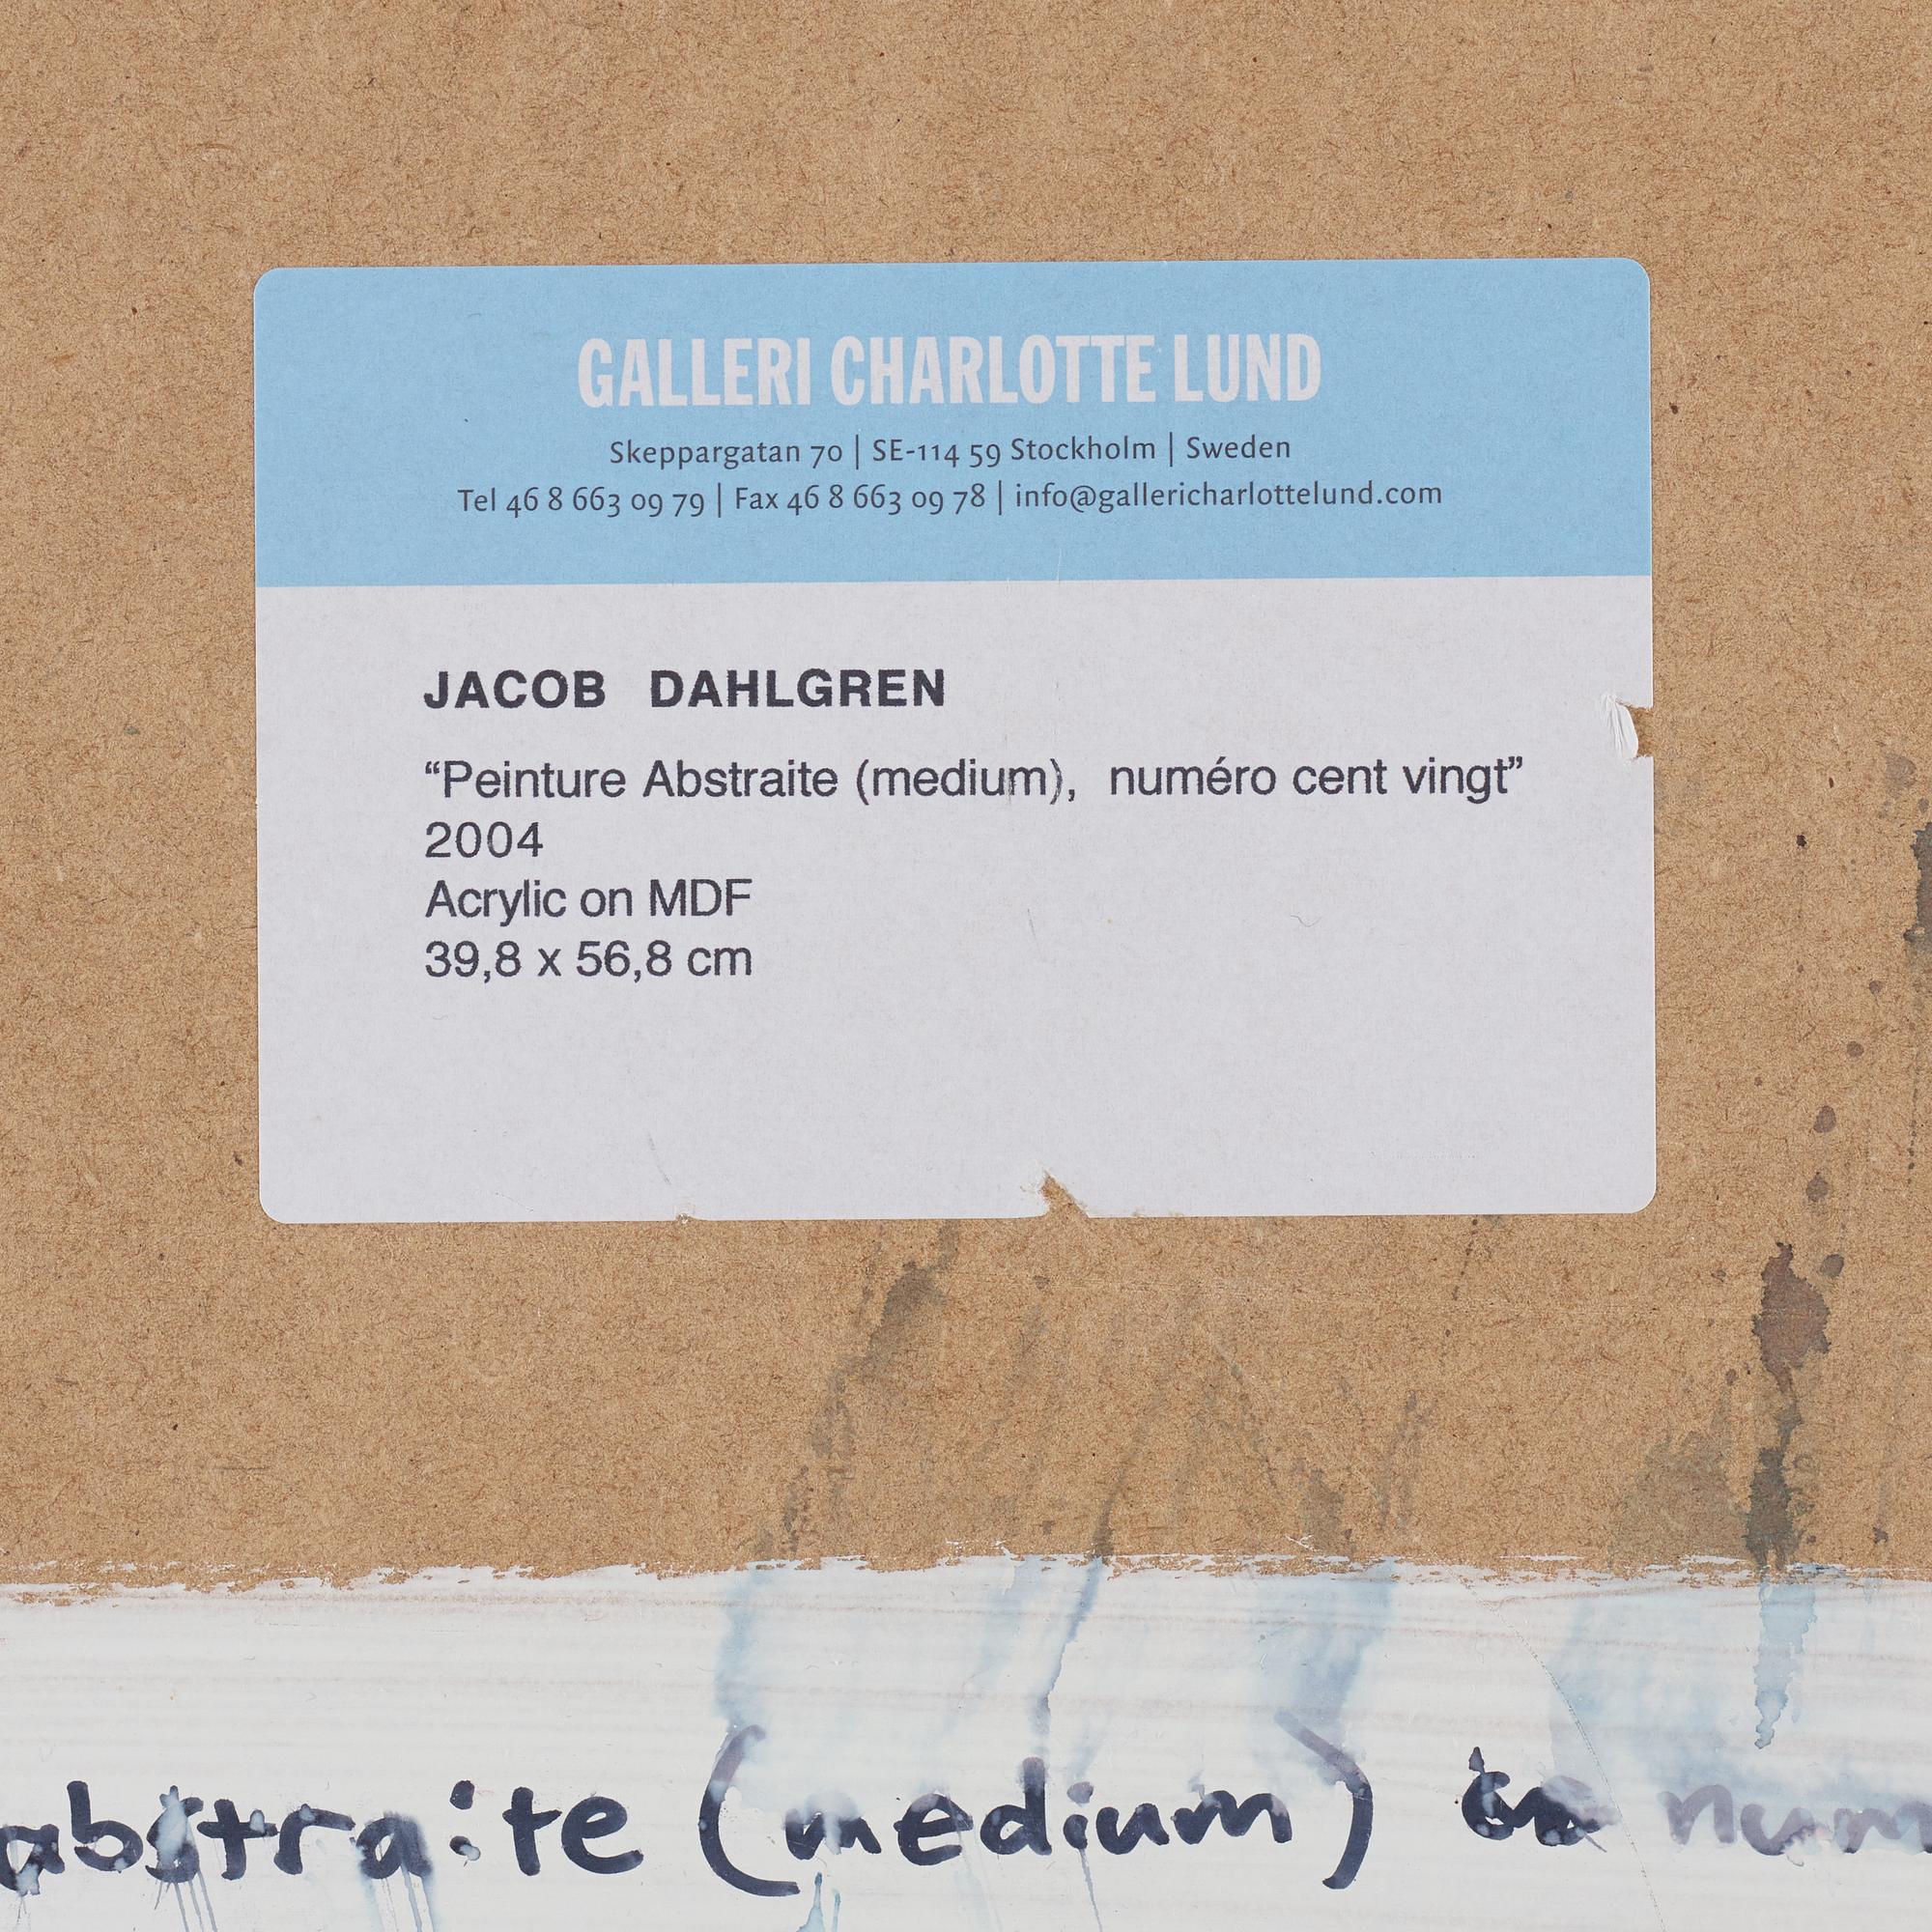 GALLERI CHARLOTTE LUND
Skeppargatan 70 | SE-114 59 Stockholm | Sweden
Tel 46 8 663 09 79 | Fax 46 8 663 09 78 | info@gallericharlottelund.com
JACOB DAHLGREN
“Peinture Abstraite (medium), numéro cent vingt”
2004
Acrylic on MDF
39,8 x 56,8 cm
abstraite (medium) num